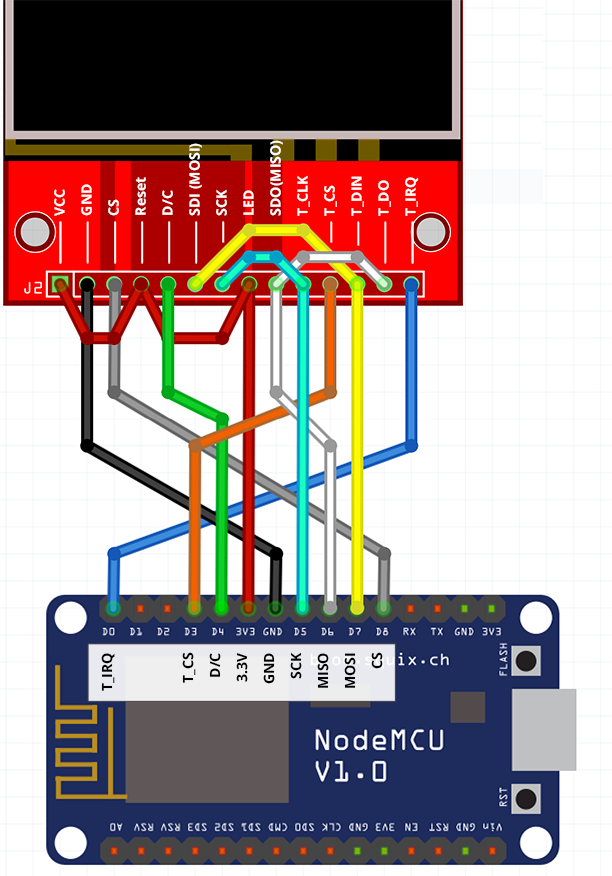 VCC GND CS Reset D/C SDI (MOSI) SCK LED SDO(MISO) T_CLK T_CS T_DIN T_DO T_IRQ
J2
D0 D1 D2 D3 D4 3V3 GND D5 D6 D7 D8 RX TX GND 3V3
T_IRQ T_CS D/C 3.3V GND SCK MISO MOSI CS
uix.ch
FLASH
NodeMCU
V1.0
RST
A0 RSV RSV SD3 SD2 SD1 CMD SD0 CLK GND 3V3 EN RST GND Vin